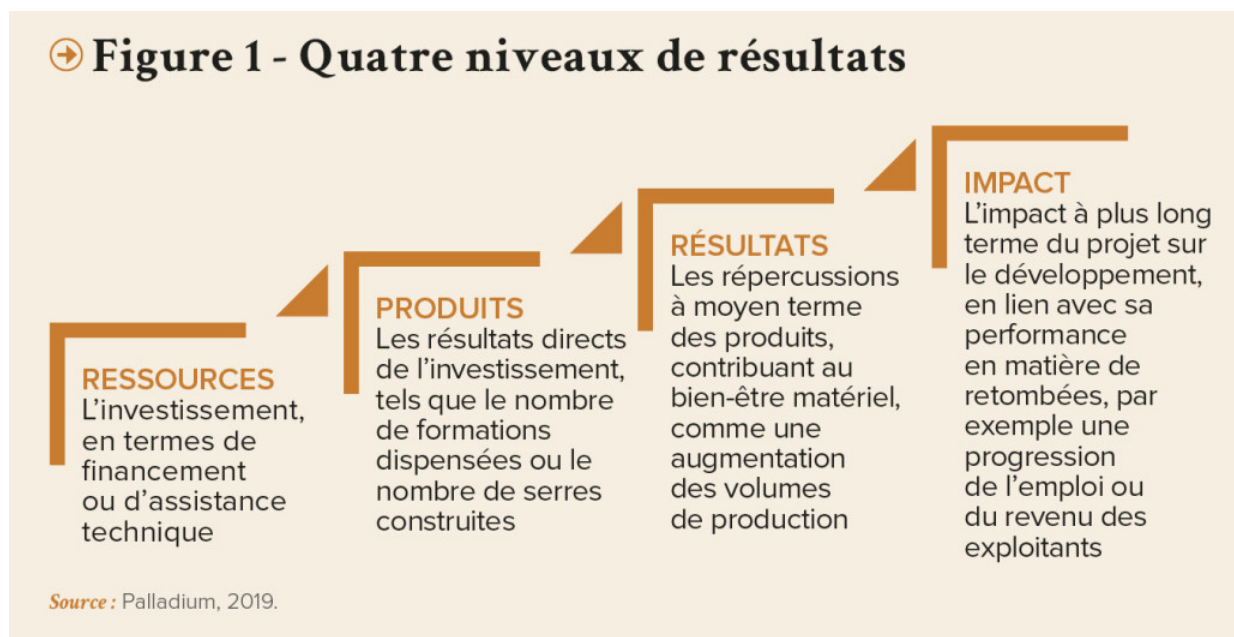 Figure 1 - Quatre niveaux de résultats
RESSOURCES
L’investissement,
en termes de
financement
ou d’assistance
technique
PRODUITS
Les résultats directs
de l’investissement,
tels que le nombre
de formations
dispensées ou le
nombre de serres
construites
RÉSULTATS
Les répercussions
à moyen terme
des produits,
contribuant au
bien-être matériel,
comme une
augmentation
des volumes
de production
IMPACT
L’impact à plus long
terme du projet sur
le développement,
en lien avec sa
performance
en matière de
retombées, par
exemple une
progression
de l’emploi ou
du revenu des
exploitants
Source : Palladium, 2019.